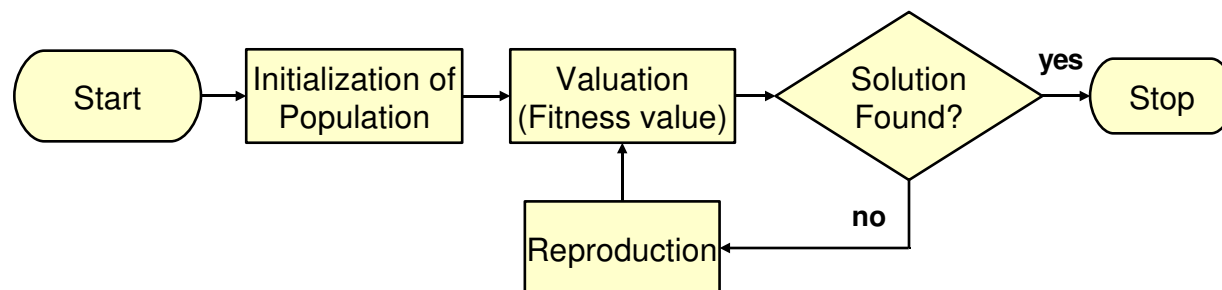 Start
Initialization of
Population
Valuation
(Fitness value)
Solution
Found?
yes
Stop
no
Reproduction